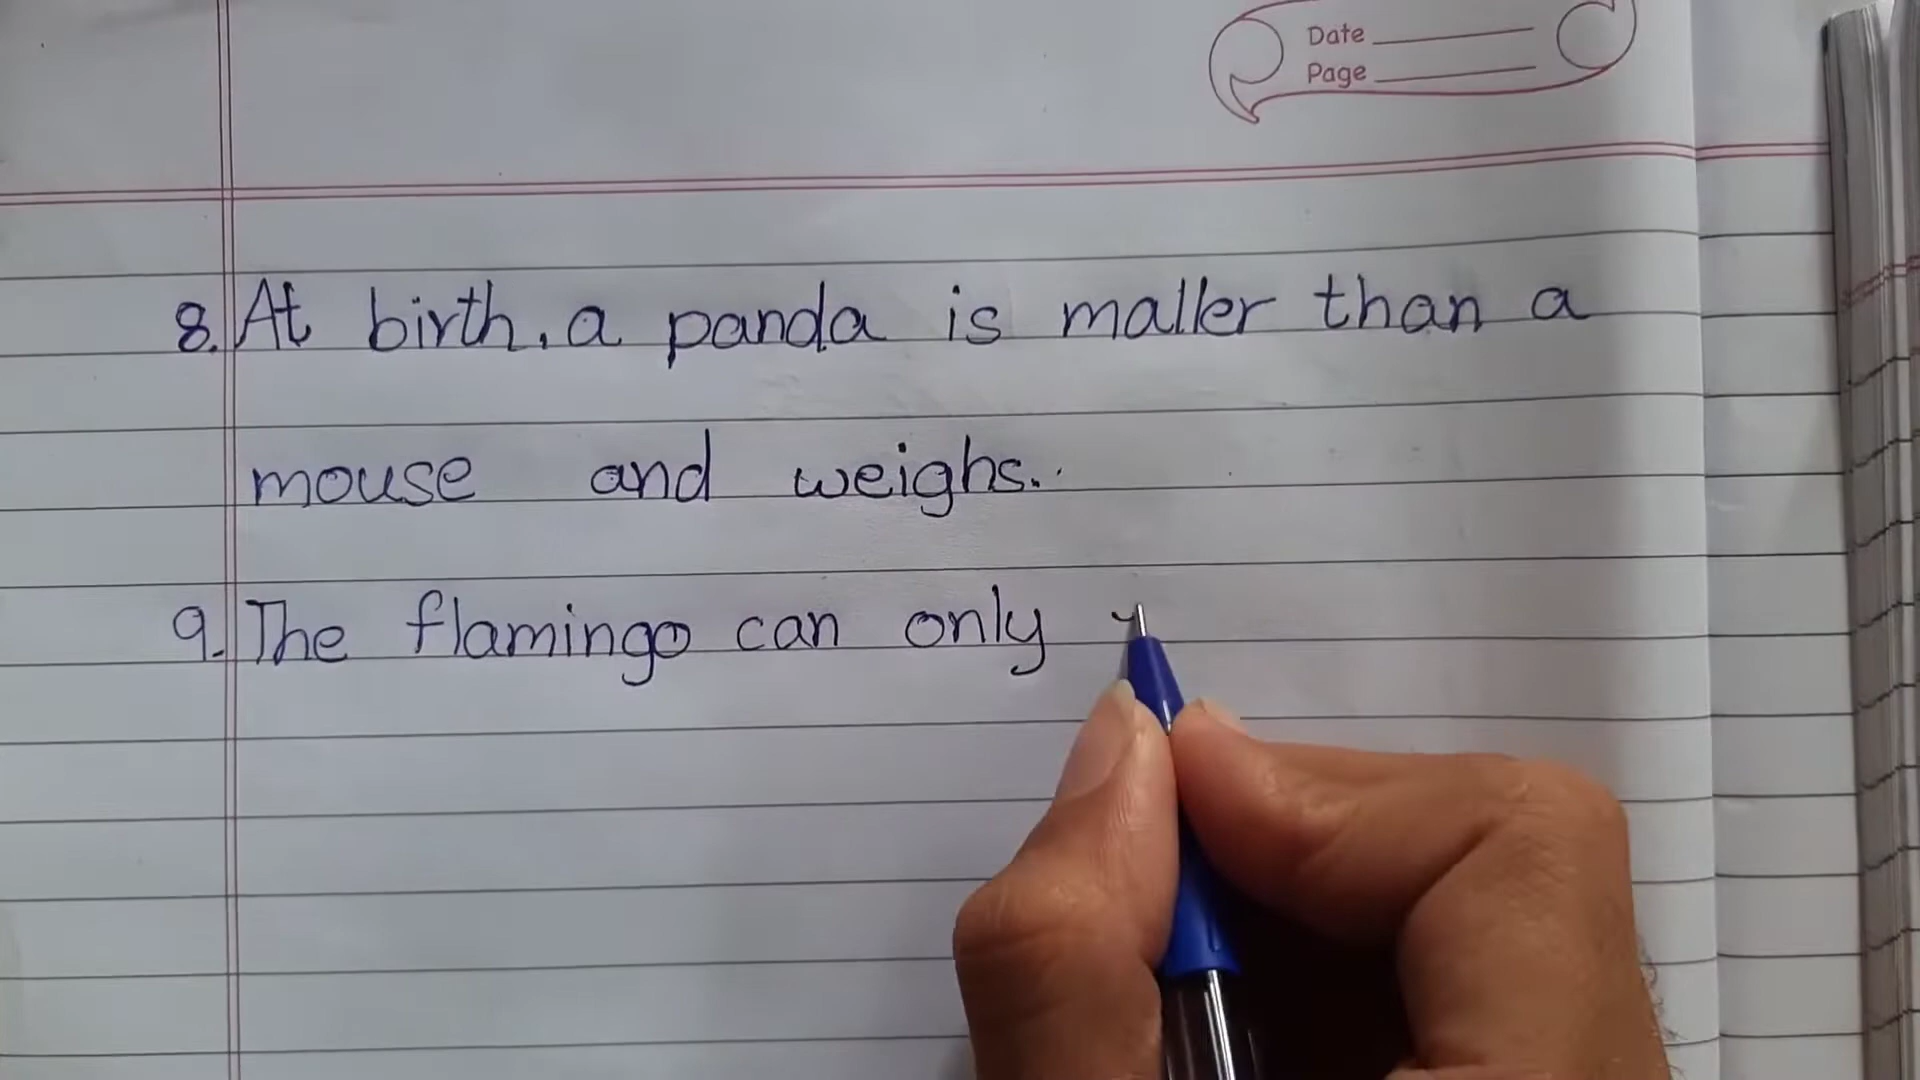 Date
Page
8. At birth, a panda is maller than a
mouse and weighs..
9. The flamingo can only